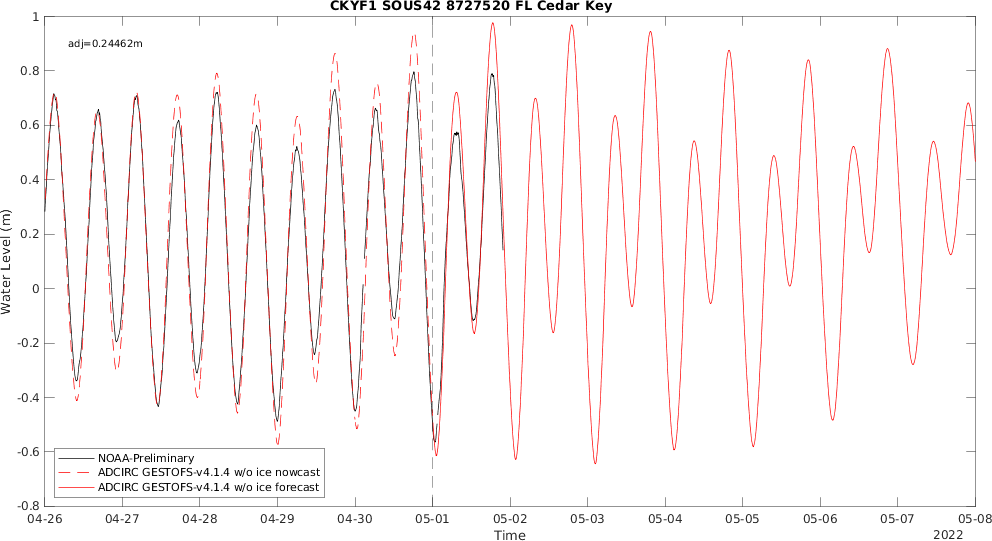 CKYF1 SOUS42 8727520 FL Cedar Key
adj=0.24462m
1
0.8
0.6
0.4
0.2
0
-0.2
-0.4
-0.6
-0.8
Water Level (m)
NOAA-Preliminary
ADCIRC GESTOFS-v4.1.4 w/o ice nowcast
ADCIRC GESTOFS-v4.1.4 w/o ice forecast
04-26 04-27 04-28 04-29 04-30 05-01 05-02 05-03 05-04 05-05 05-06 05-07 05-08
Time
2022